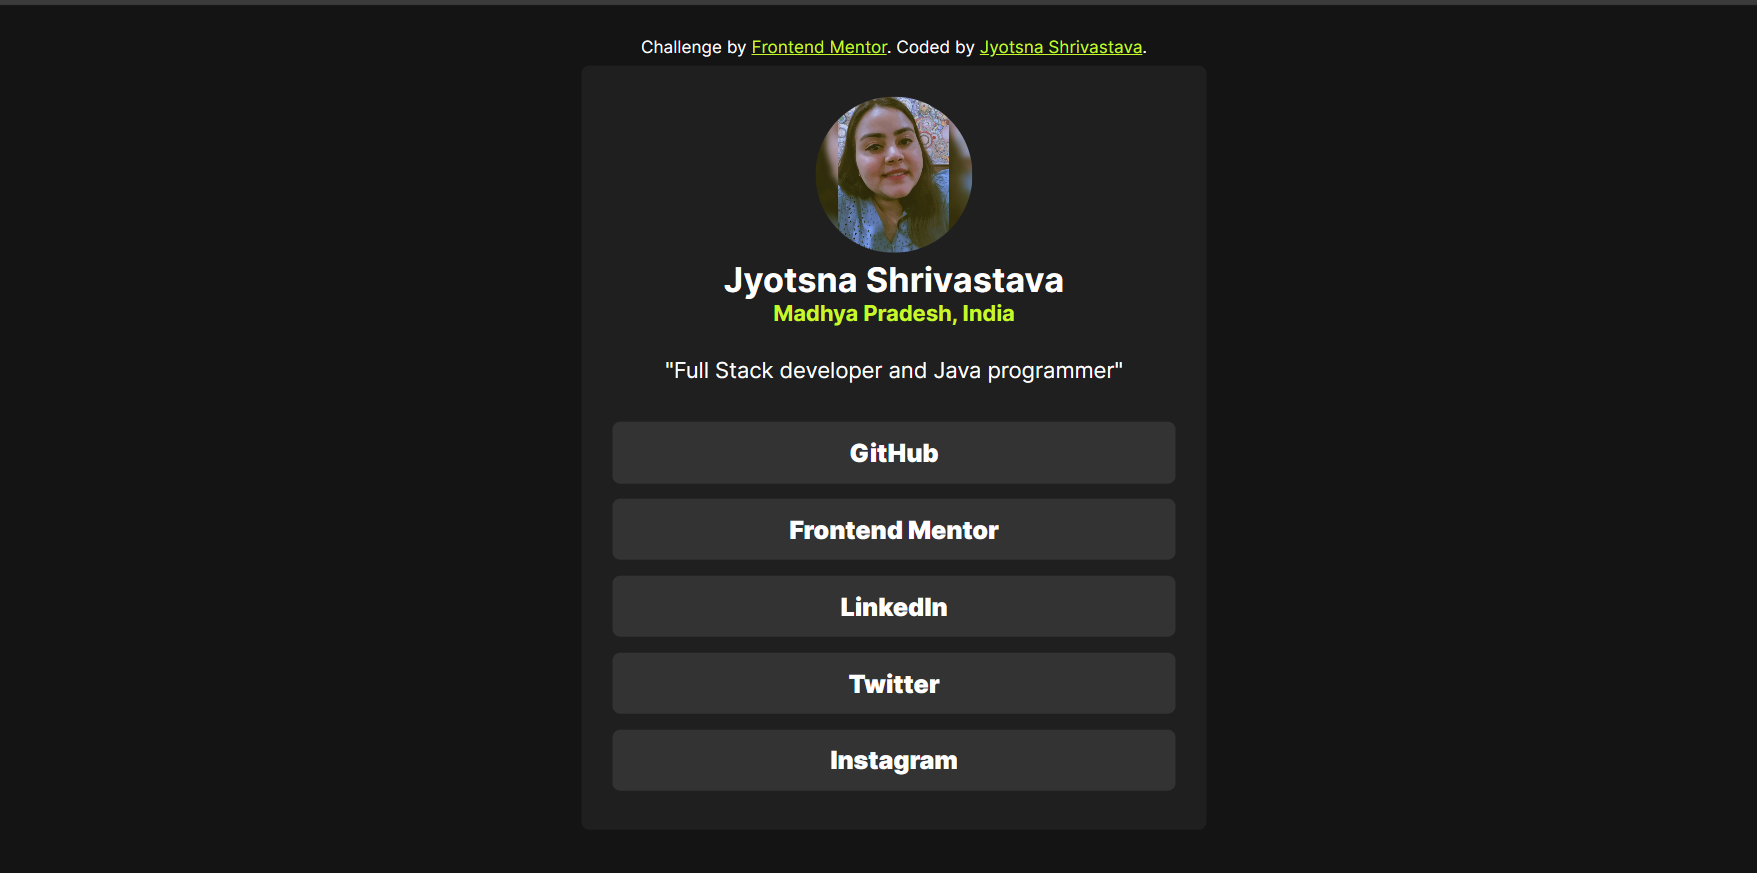 Challenge by Frontend Mentor. Coded by Jyotsna Shrivastava.
Jyotsna Shrivastava
Madhya Pradesh, India
"Full Stack developer and Java programmer"
GitHub
Frontend Mentor
LinkedIn
Twitter
Instagram